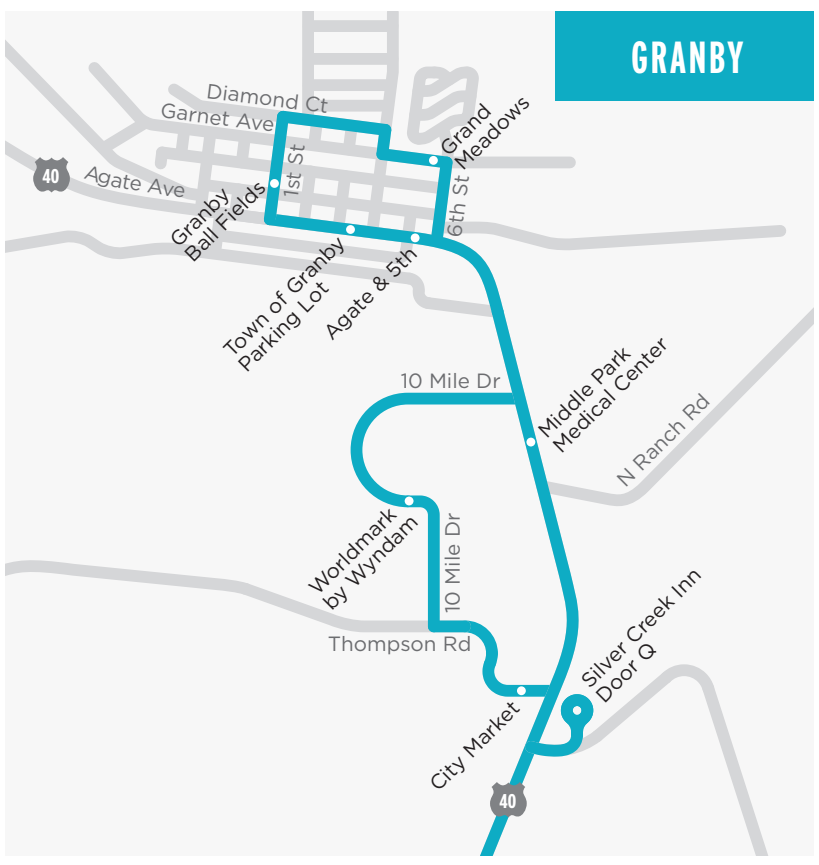 GRANBY
Diamond Ct
Garnet Ave
Grand
Meadows
40
Agate Ave
1st St
6th St
Granby
Ball Fields
Town of Granby
Parking Lot
Agate & 5th
10 Mile Dr
Middle Park
Medical Center
N Ranch Rd
Worldmark
by Wyndam
10 Mile Dr
Thompson Rd
Silver Creek Inn
Door Q
City Market
40